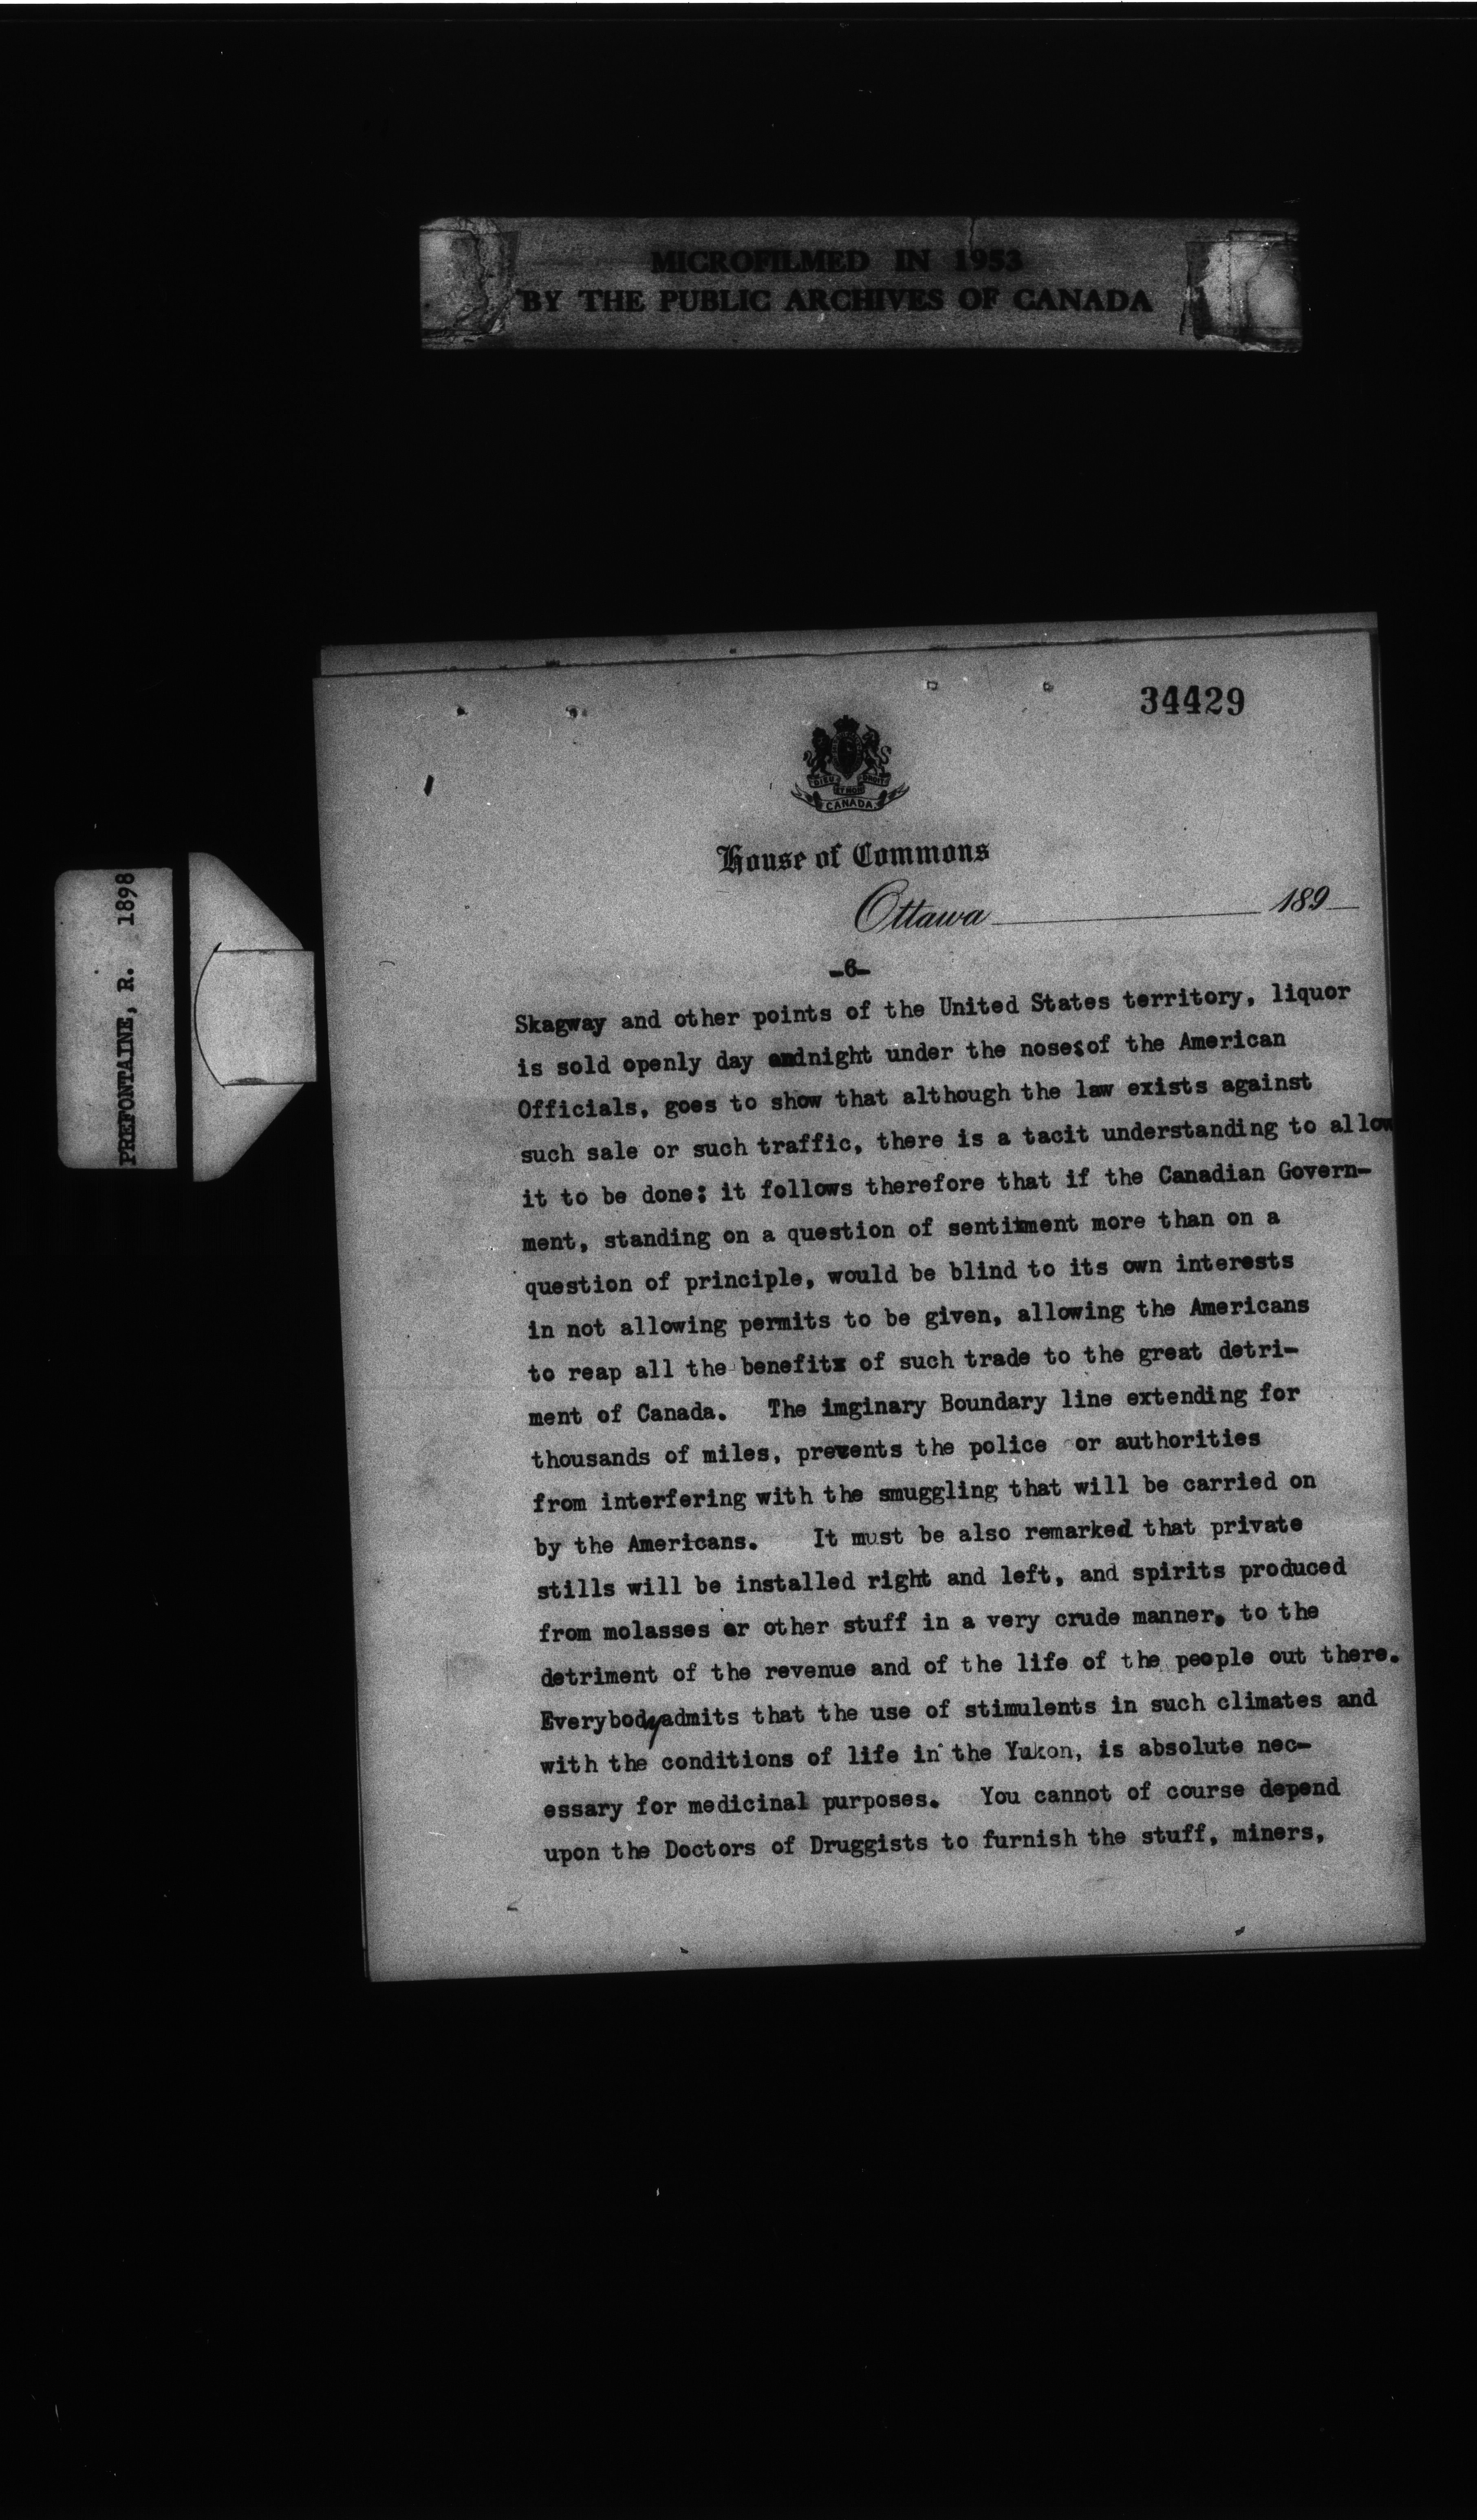 MICROFILMED IN 1953
BY THE PUBLIC ARCHIVES OF CANADA
PREFONTAINE, R. 1898
34429
DIEU ET MON DROIT
CANADA
House of Commons
Ottawa 189
-6-
Skagway and other points of the United States territory, liquor
is sold openly day andnight under the noses of the American
Officials, goes to show that although the law exists against
such sale or such traffic, there is a tacit understanding to allow
it to be done; it follows therefore that if the Canadian Govern-
ment, standing on a question of sentiment more than on a
question of principle, would be blind to its own interests
in not allowing permits to be given, allowing the Americans
to reap all the benefits of such trade to the great detri-
ment of Canada. The imginary Boundary line extending for
thousands of miles, prevents the police or authorities
from interfering with the smuggling that will be carried on
by the Americans. It must be also remarked that private
stills will be installed right and left, and spirits produced
from molasses or other stuff in a very crude manner, to the
detriment of the revenue and of the life of the people out there.
Everybody admits that the use of stimulents in such climates and
with the conditions of life in the Yukon, is absolute nec-
essary for medicinal purposes. You cannot of course depend
upon the Doctors of Druggists to furnish the stuff, miners,